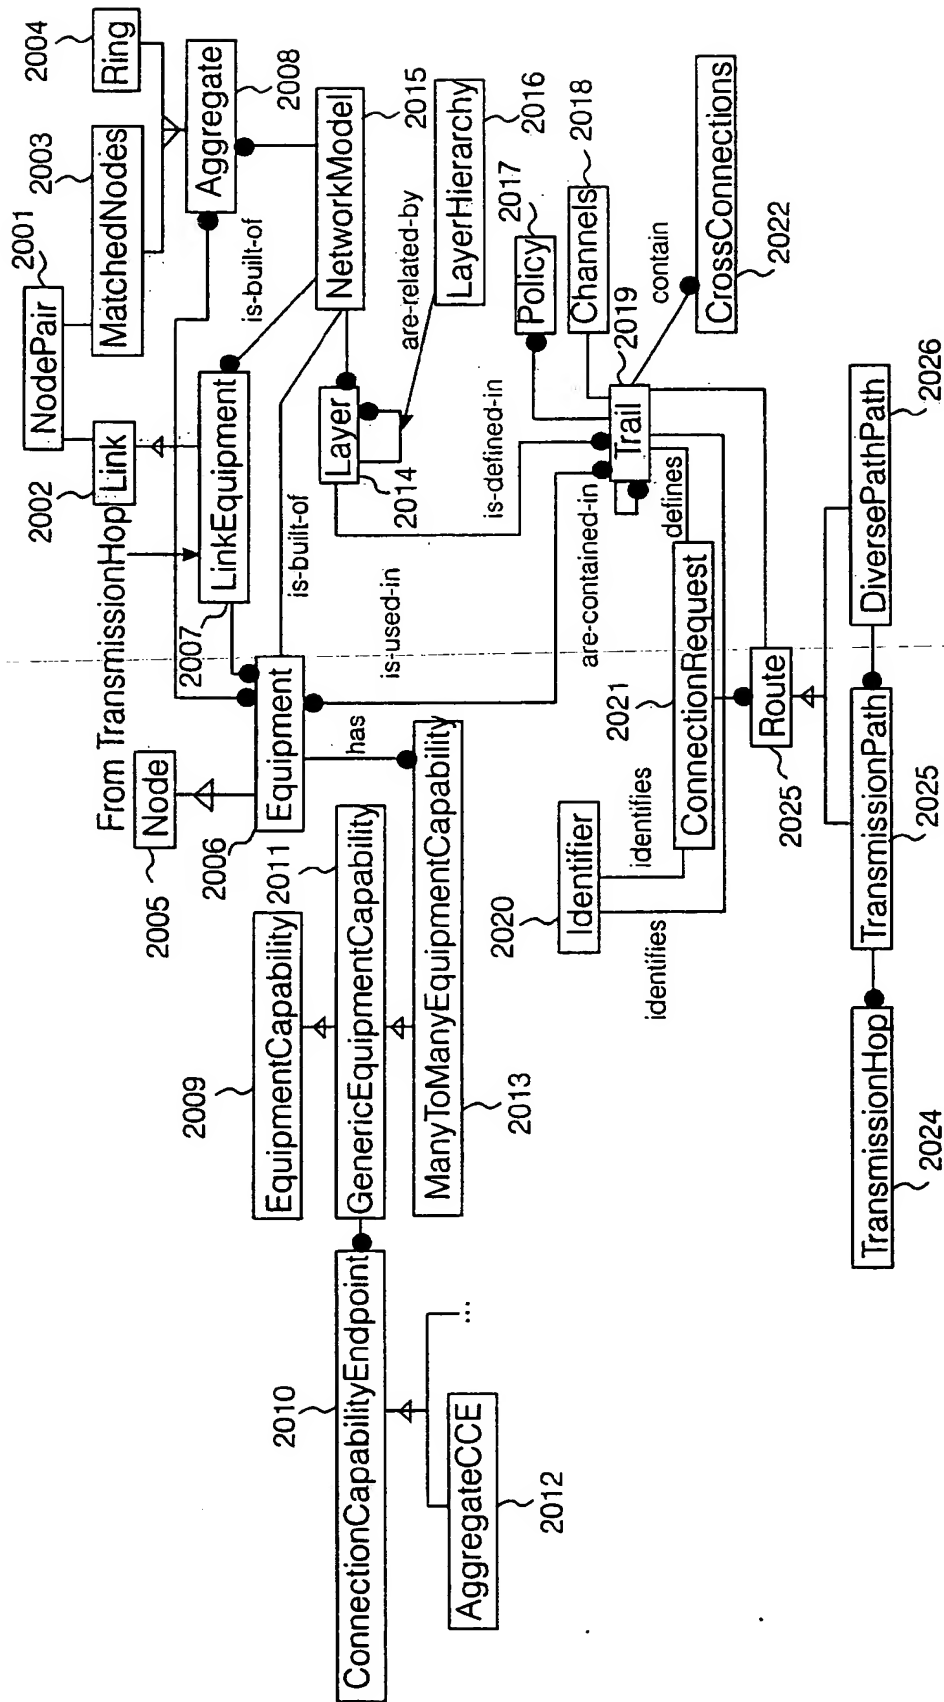 2004
Ring
2003
MatchedNodes
2008
Aggregate
2001
NodePair
2015
NetworkModel
2016
LayerHierarchy
is-built-of
are-related-by
2002
Link
2018
Channels
2017
Policy
LinkEquipment
2007
Layer
2014
2019
Trail
contain
CrossConnections
2022
From TransmissionHop
is-built-of
is-defined-in
is-used-in
are-contained-in
defines
2005
Node
2006
Equipment
has
2021
ConnectionRequest
2025
Route
2026
DiversePathPath
2009
EquipmentCapability
2011
GenericEquipmentCapability
ManyToManyEquipmentCapability
2013
2020
Identifier
identifies
identifies
TransmissionPath
2025
2010
ConnectionCapabilityEndpoint
...
AggregateCCE
2012
TransmissionHop
2024